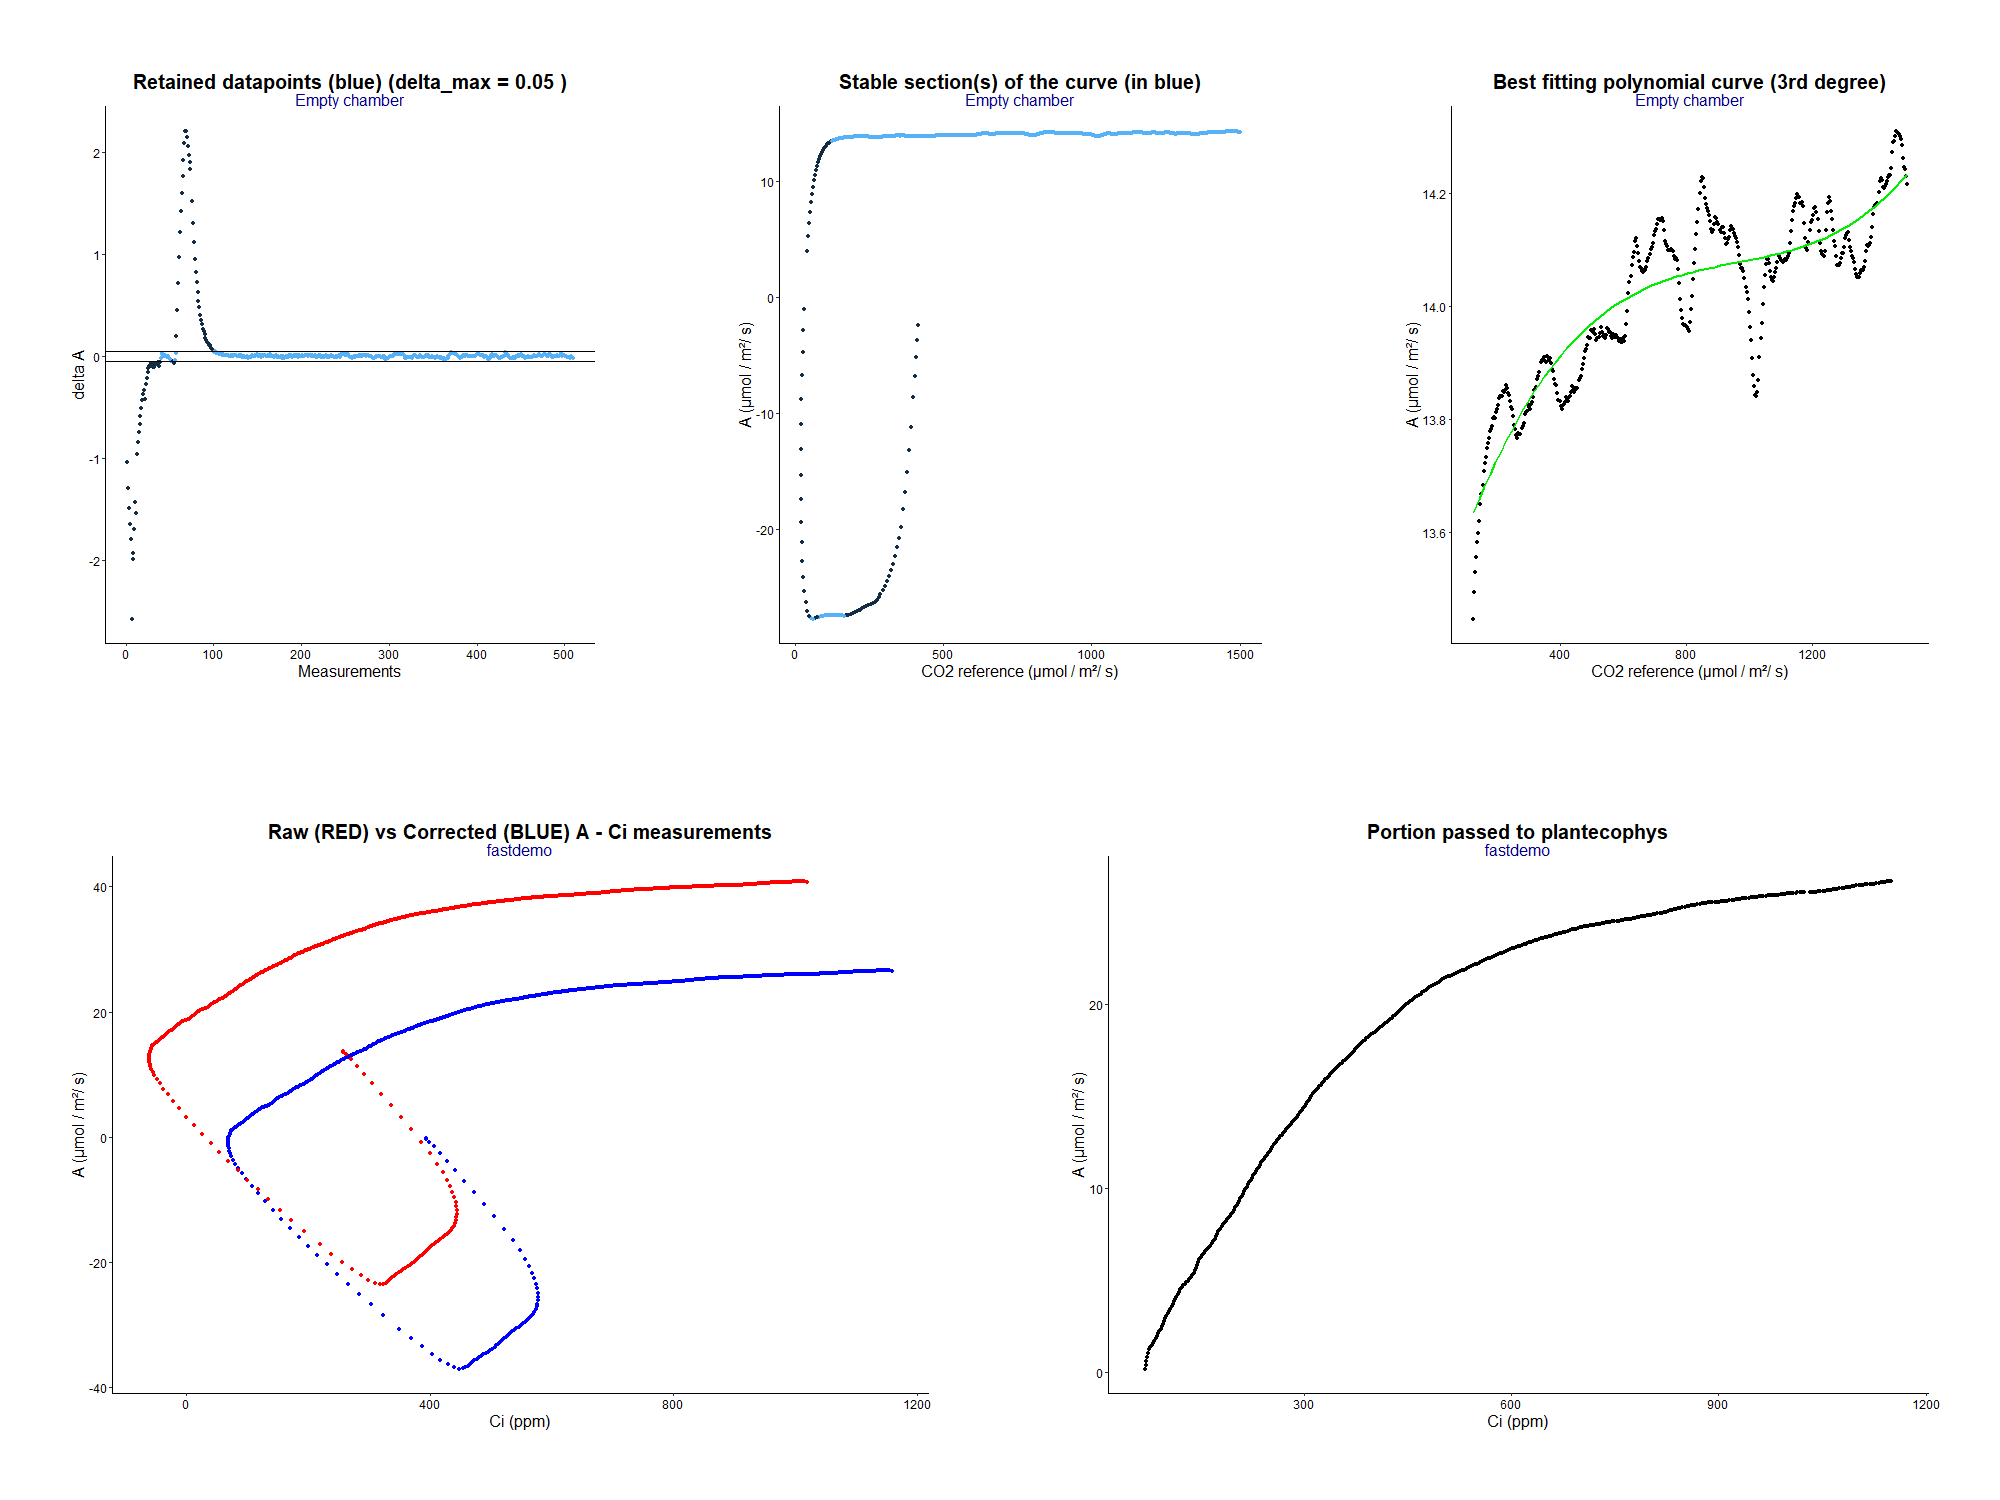 Retained datapoints (blue) (delta_max = 0.05 )
Empty chamber
2
1
0
-1
-2
delta A
0 100 200 300 400 500
Measurements
Stable section(s) of the curve (in blue)
Empty chamber
10
0
-10
-20
A (µmol / m²/ s)
0 500 1000 1500
CO2 reference (µmol / m²/ s)
Best fitting polynomial curve (3rd degree)
Empty chamber
14.2
14.0
13.8
13.6
A (µmol / m²/ s)
400 800 1200
CO2 reference (µmol / m²/ s)
Raw (RED) vs Corrected (BLUE) A - Ci measurements
fastdemo
40
20
0
-20
-40
A (µmol / m²/ s)
0 400 800 1200
Ci (ppm)
Portion passed to plantecophys
fastdemo
20
10
0
A (µmol / m²/ s)
300 600 900 1200
Ci (ppm)